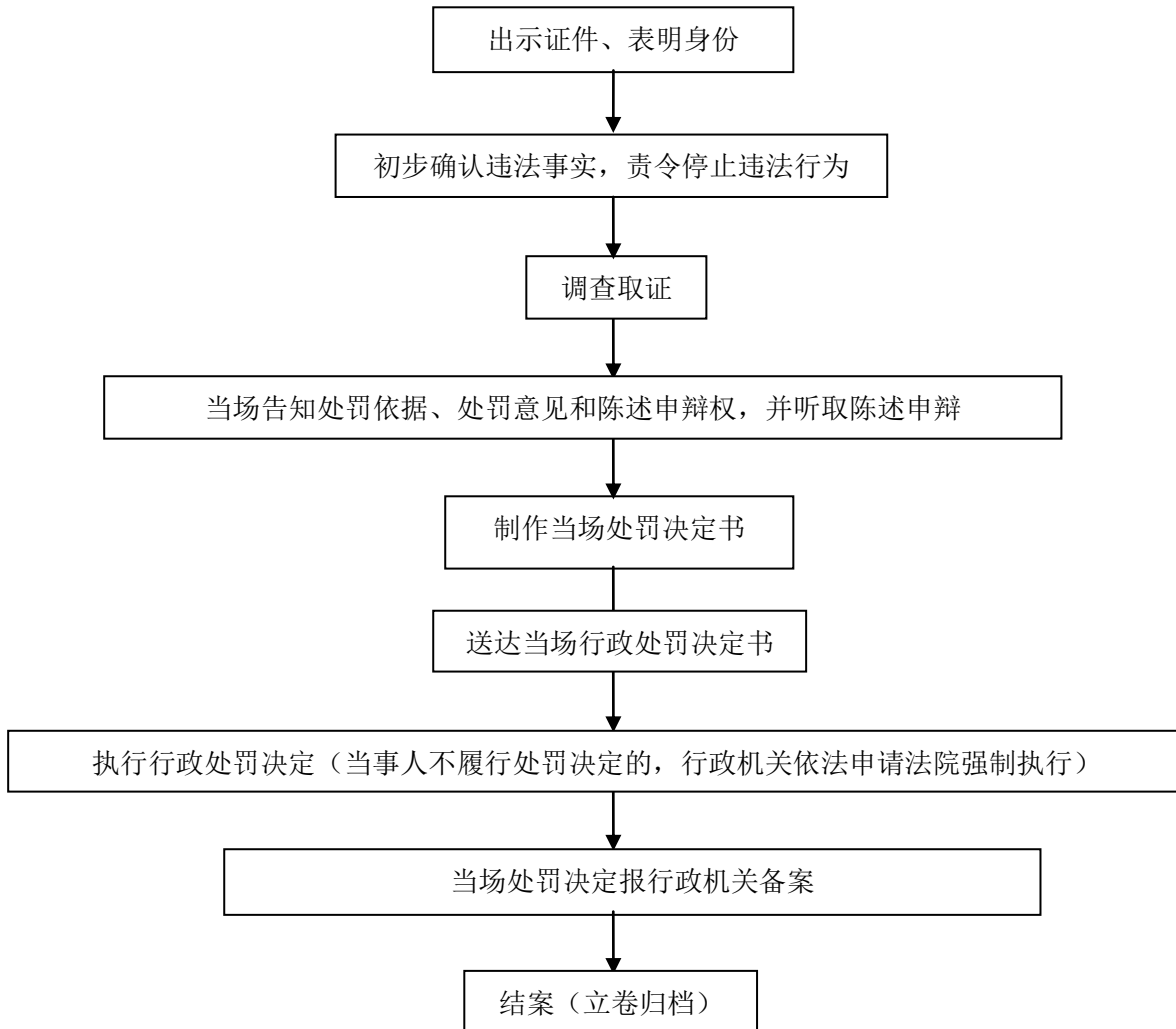 出示证件、表明身份
初步确认违法事实，责令停止违法行为
调查取证
当场告知处罚依据、处罚意见和陈述申辩权，并听取陈述申辩
制作当场处罚决定书
送达当场行政处罚决定书
执行行政处罚决定（当事人不履行处罚决定的，行政机关依法申请法院强制执行）
当场处罚决定报行政机关备案
结案（立卷归档）